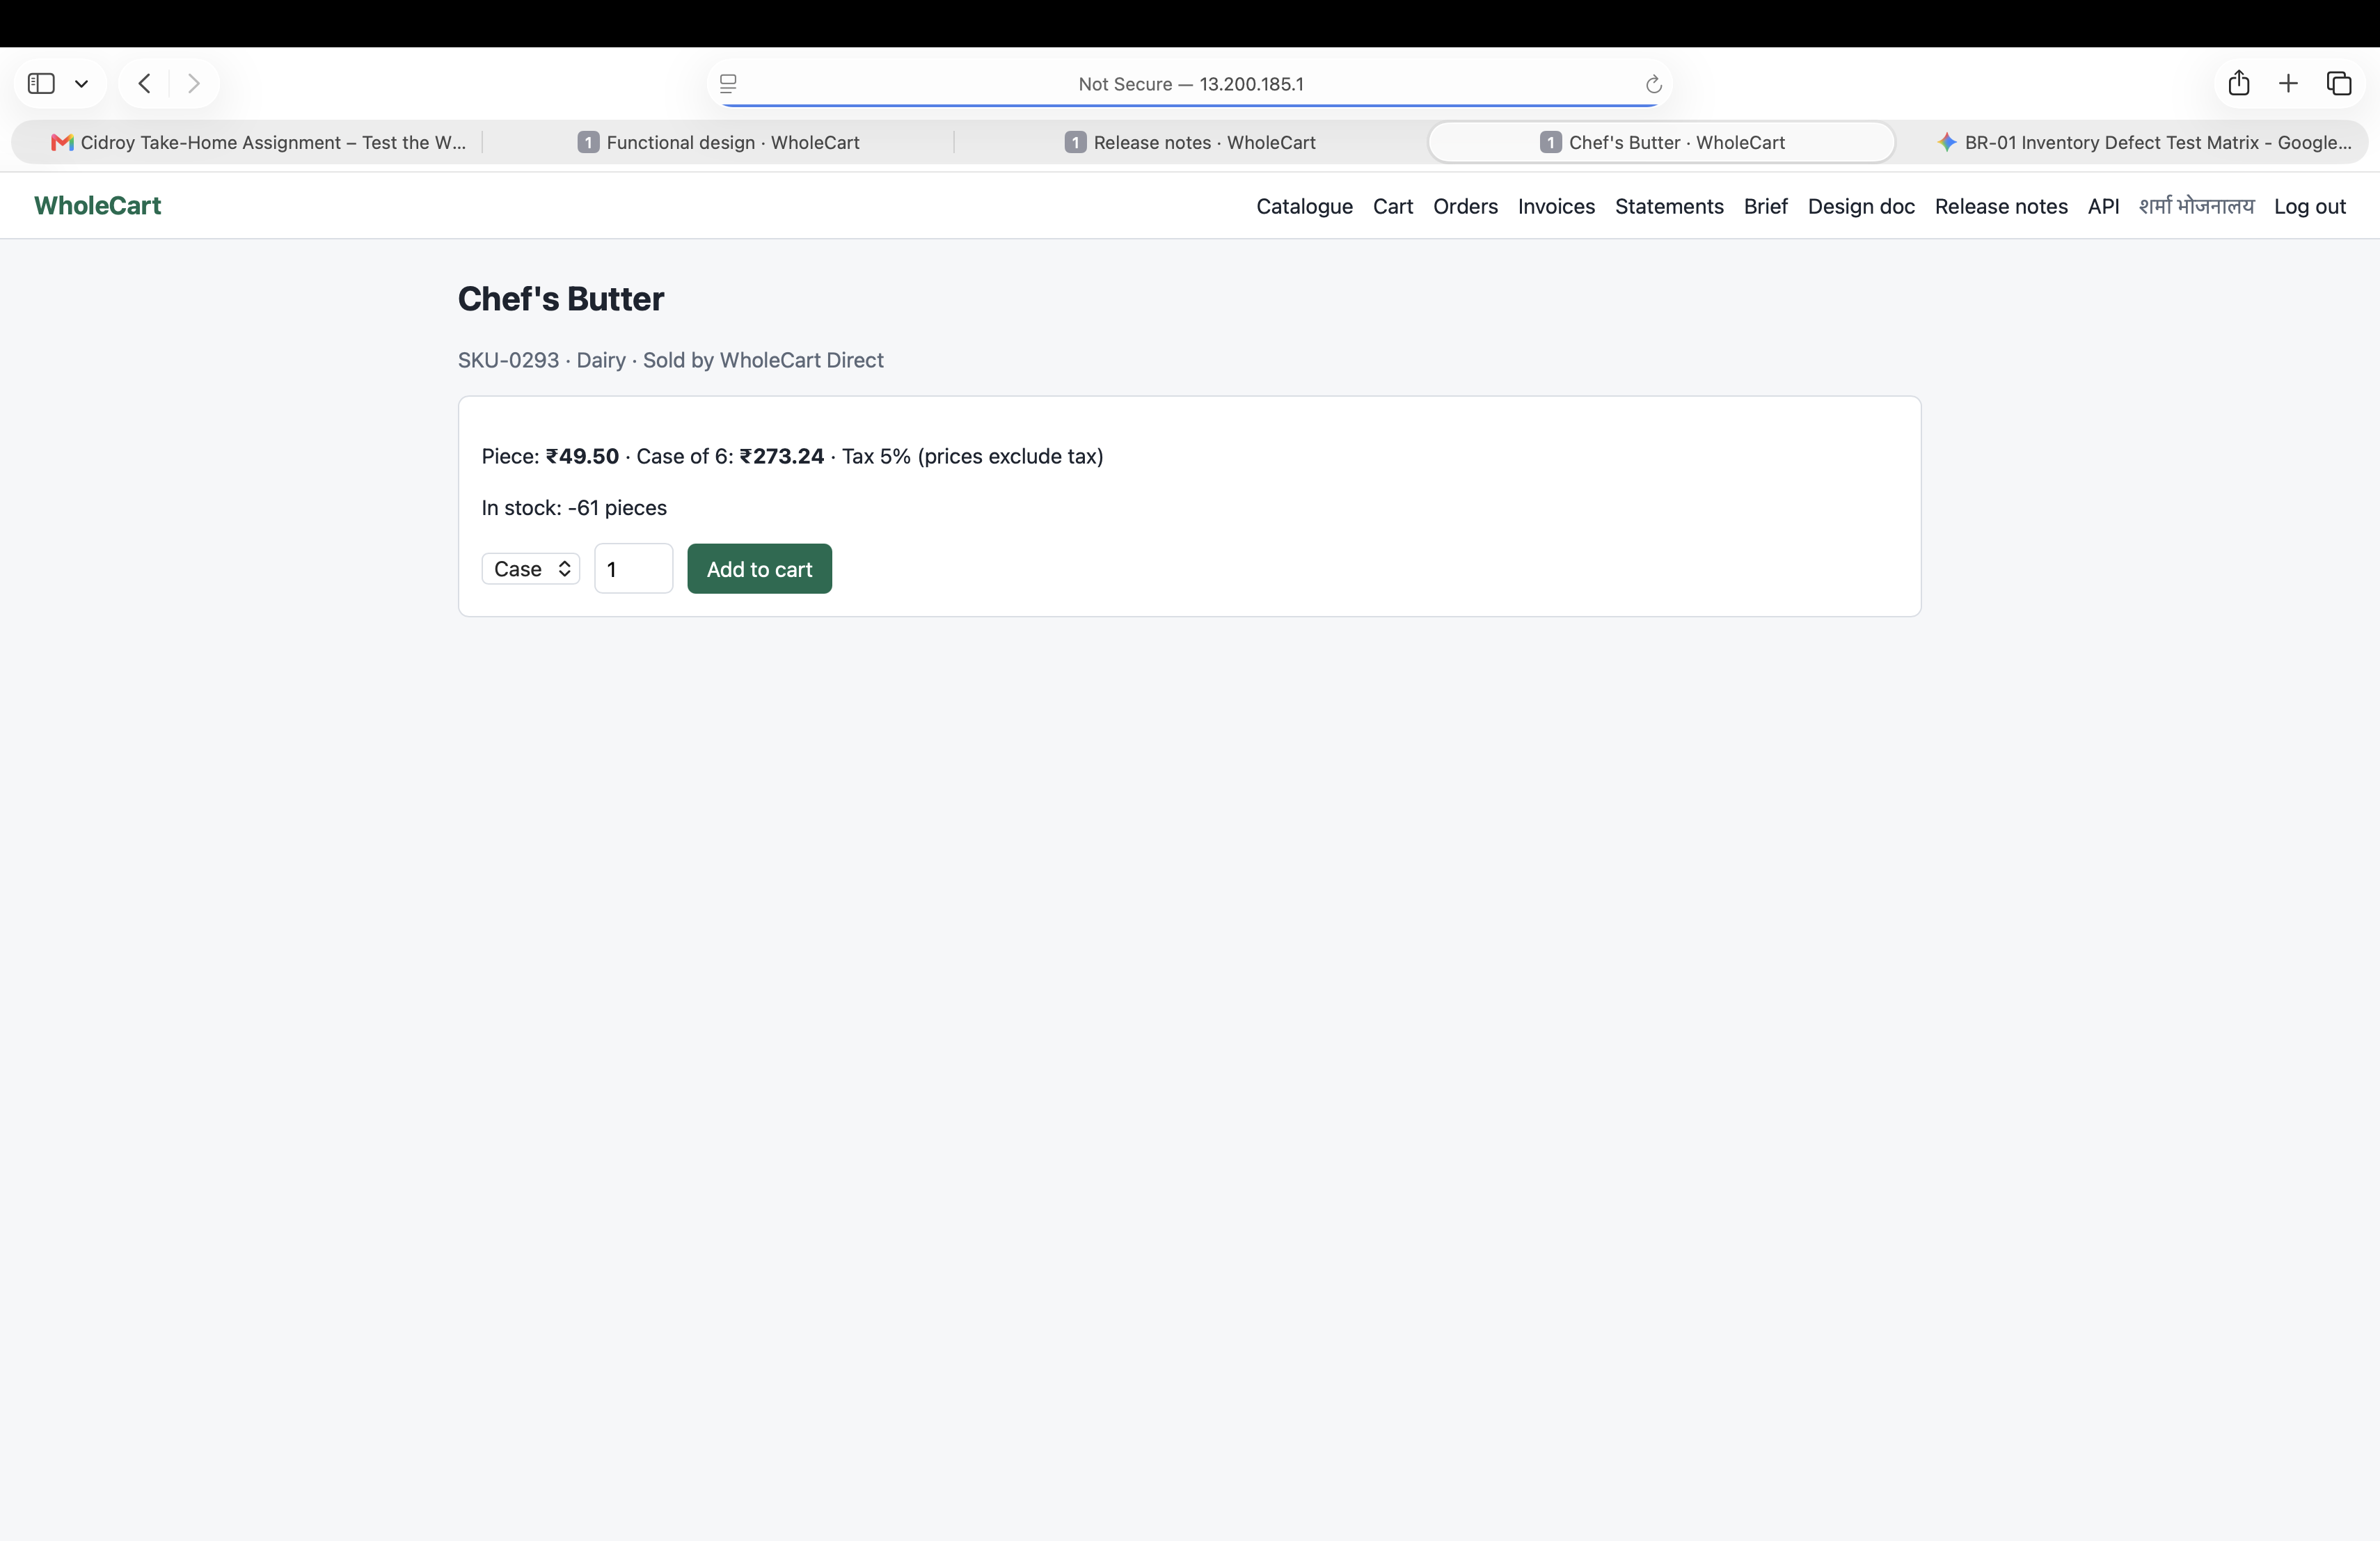 Not Secure — 13.200.185.1
Cidroy Take-Home Assignment – Test the W...
1 Functional design · WholeCart
1 Release notes · WholeCart
1 Chef's Butter · WholeCart
BR-01 Inventory Defect Test Matrix - Google...
WholeCart
Catalogue Cart Orders Invoices Statements Brief Design doc Release notes API शर्मा भोजनालय Log out
Chef's Butter
SKU-0293 · Dairy · Sold by WholeCart Direct
Piece: ₹49.50 · Case of 6: ₹273.24 · Tax 5% (prices exclude tax)
In stock: -61 pieces
Case 1 Add to cart